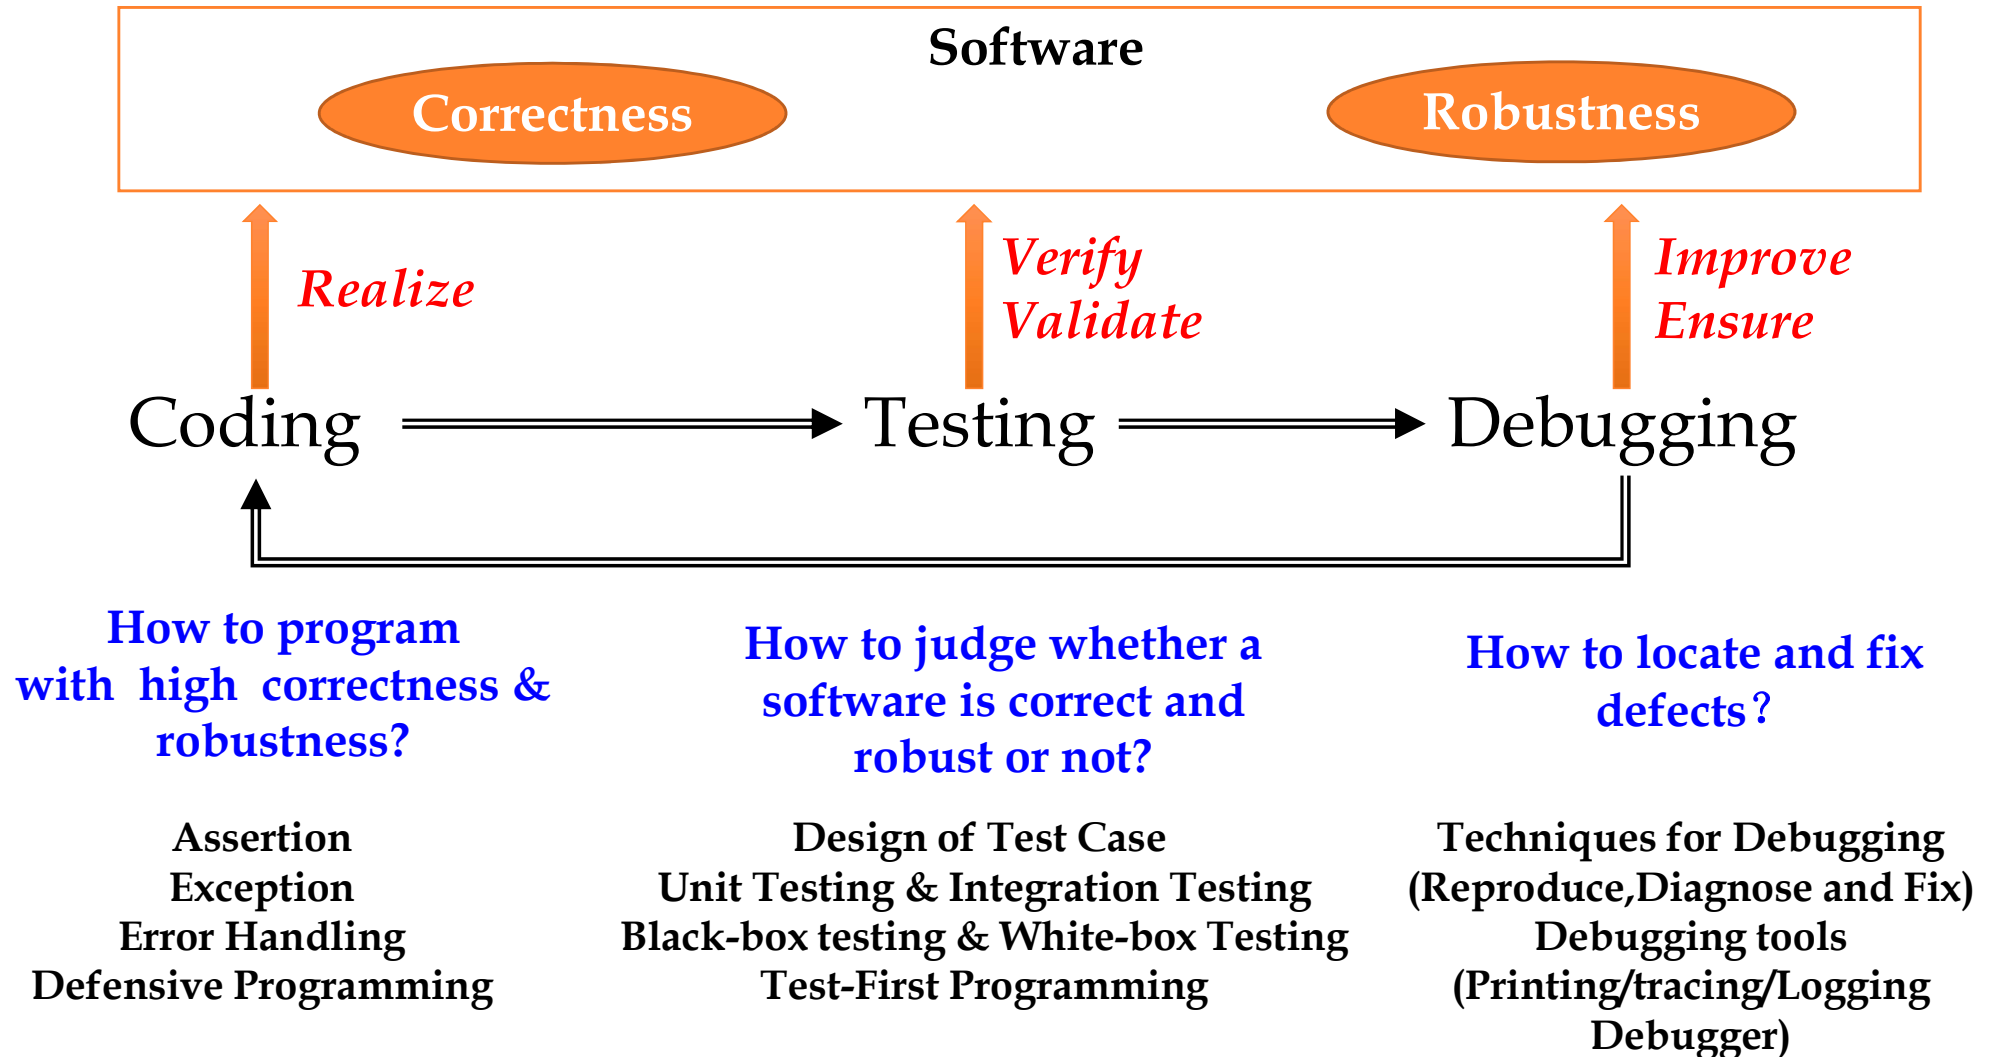 Software
Correctness
Robustness
Realize
Verify
Validate
Improve
Ensure
Coding
Testing
Debugging
How to program
with high correctness &
robustness?
How to judge whether a
software is correct and
robust or not?
How to locate and fix
defects？
Assertion
Exception
Error Handling
Defensive Programming
Design of Test Case
Unit Testing & Integration Testing
Black-box testing & White-box Testing
Test-First Programming
Techniques for Debugging
(Reproduce,Diagnose and Fix)
Debugging tools
(Printing/tracing/Logging
Debugger)